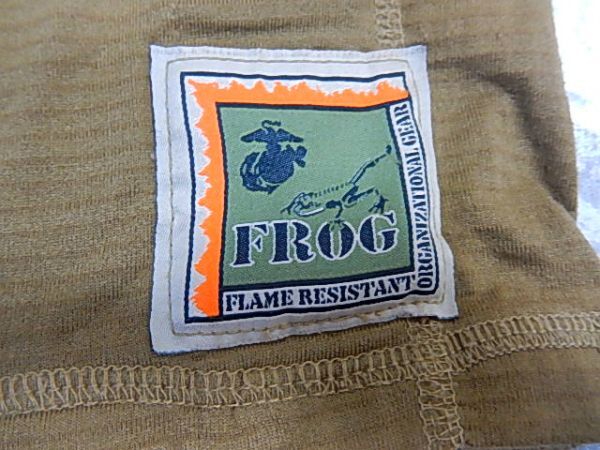 FROG
FLAME RESISTANT
ORGANIZATIONAL GEAR